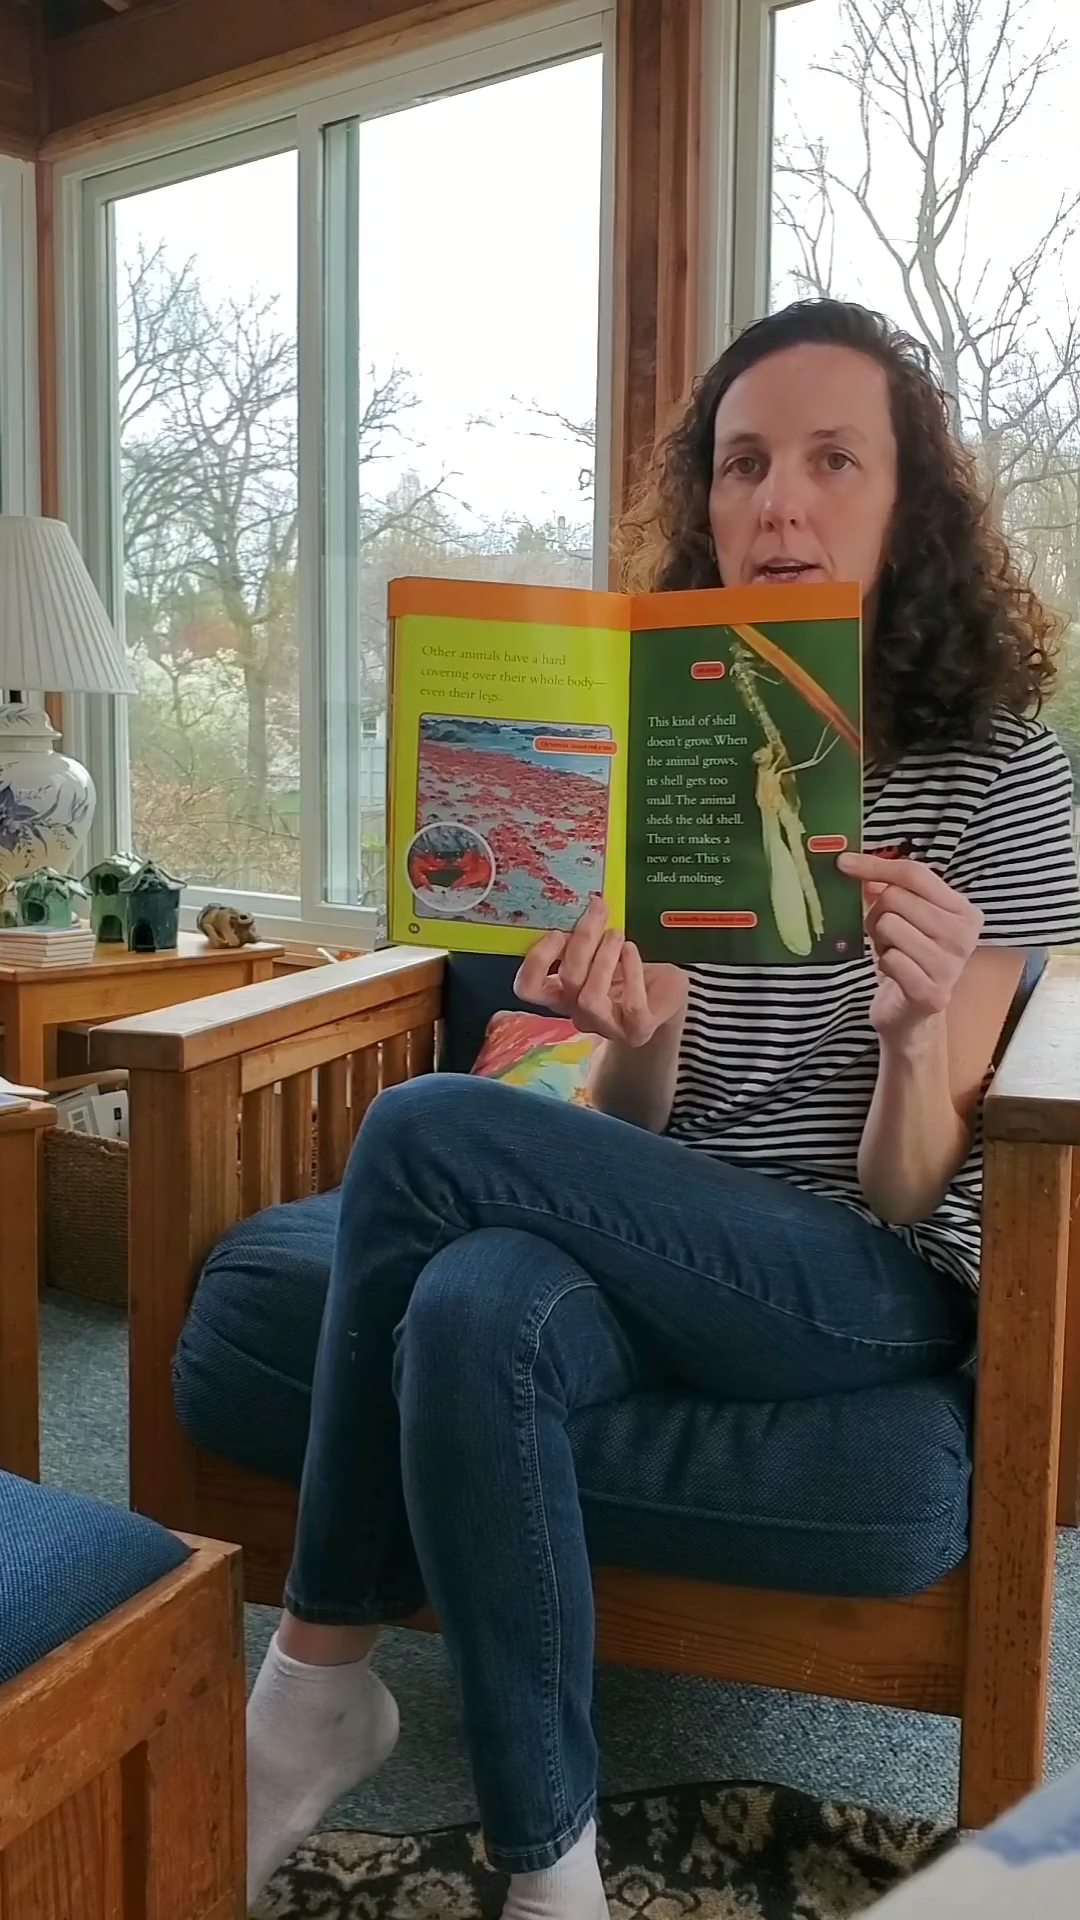 Other animals have a hard
covering over their whole body—
even their legs.
16
This kind of shell
doesn't grow. When
the animal grows,
its shell gets too
small. The animal
sheds the old shell.
Then it makes a
new one. This is
called molting.
17